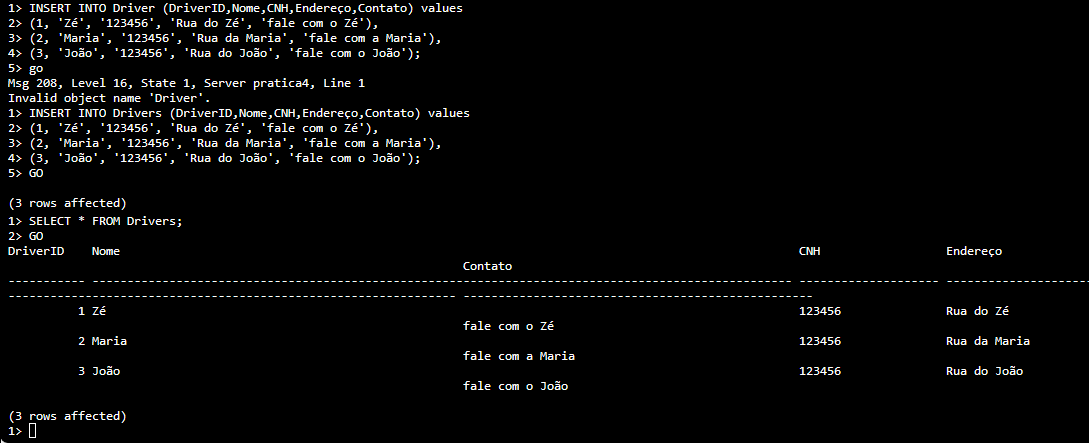 1> INSERT INTO Driver (DriverID,Nome,CNH,Endereço,Contato) values
2> (1, 'Zé', '123456', 'Rua do Zé', 'fale com o Zé'),
3> (2, 'Maria', '123456', 'Rua da Maria', 'fale com a Maria'),
4> (3, 'João', '123456', 'Rua do João', 'fale com o João');
5> go
Msg 208, Level 16, State 1, Server pratica4, Line 1
Invalid object name 'Driver'.
1> INSERT INTO Drivers (DriverID,Nome,CNH,Endereço,Contato) values
2> (1, 'Zé', '123456', 'Rua do Zé', 'fale com o Zé'),
3> (2, 'Maria', '123456', 'Rua da Maria', 'fale com a Maria'),
4> (3, 'João', '123456', 'Rua do João', 'fale com o João');
5> GO
(3 rows affected)
1> SELECT * FROM Drivers;
2> GO
DriverID Nome CNH Endereço
Contato
----------- ---------------------------------------------------------------------------------------------------- -------------------- ---------------------
---------------------------------------------------------------- --------------------------------------------------
1 Zé 123456 Rua do Zé
fale com o Zé
2 Maria 123456 Rua da Maria
fale com a Maria
3 João 123456 Rua do João
fale com o João
(3 rows affected)
1>